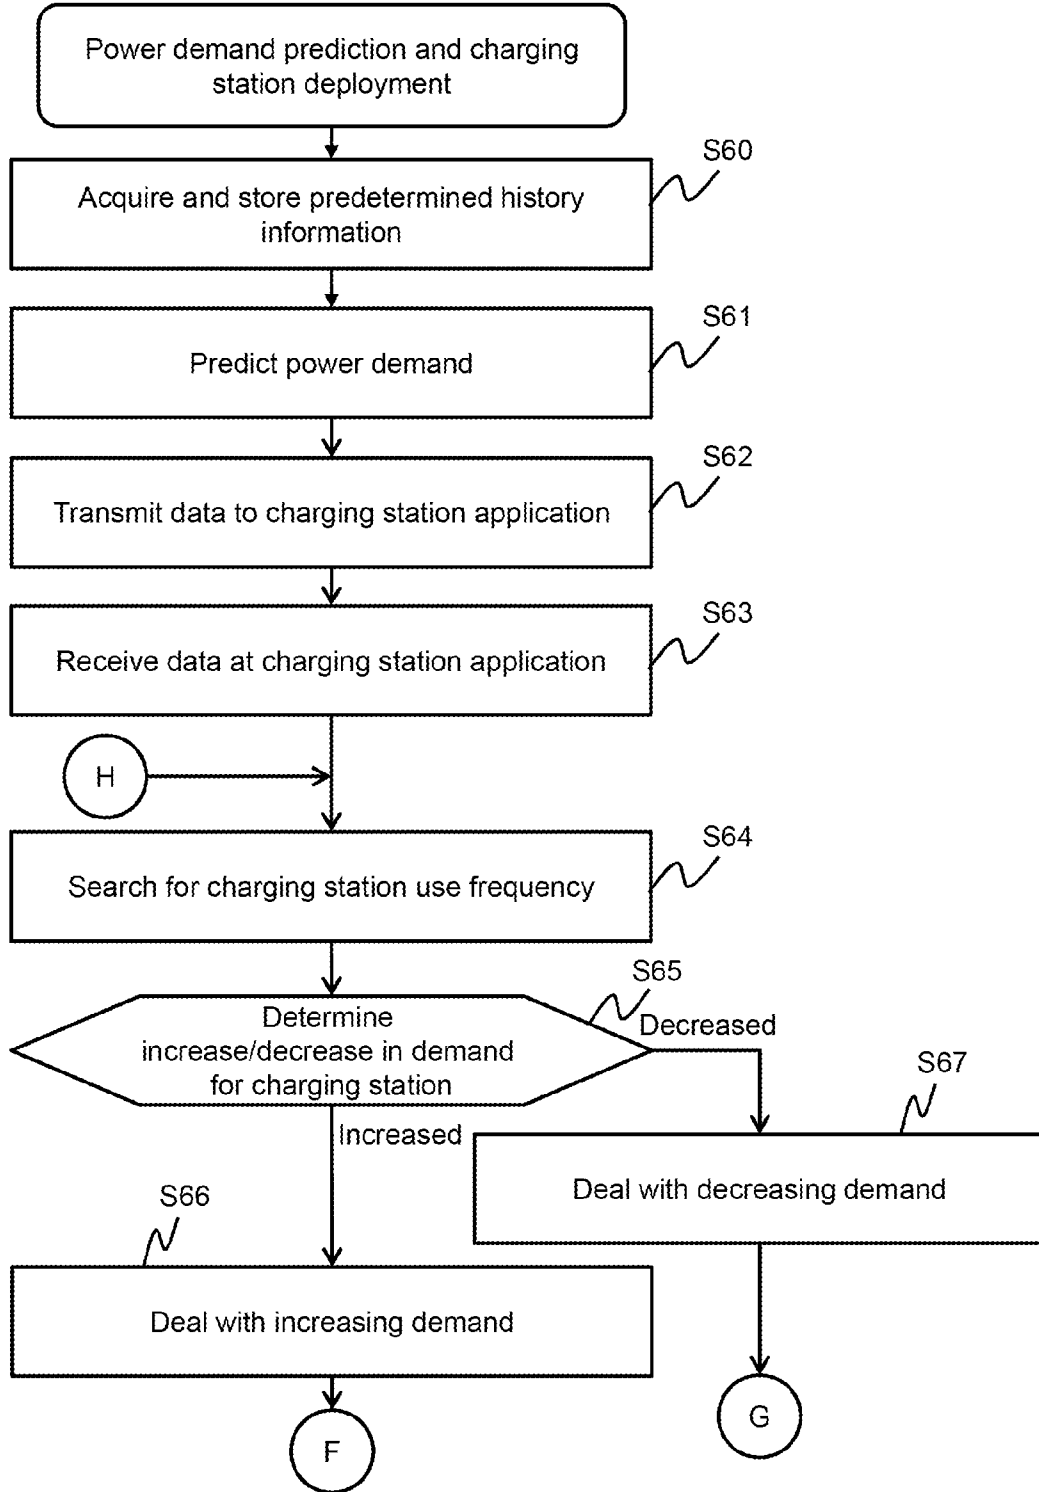 Power demand prediction and charging
station deployment
S60
Acquire and store predetermined history
information
S61
Predict power demand
S62
Transmit data to charging station application
S63
Receive data at charging station application
H
S64
Search for charging station use frequency
S65
Determine
increase/decrease in demand
for charging station
Decreased
Increased
S67
Deal with decreasing demand
S66
Deal with increasing demand
G
F